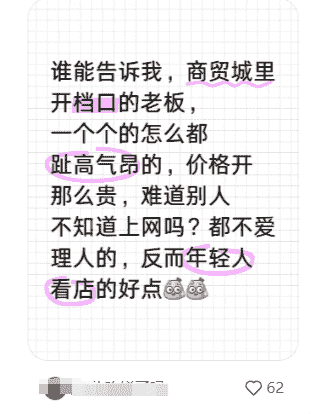 谁能告诉我，商贸城里
开档口的老板，
一个个的怎么都
趾高气昂的，价格开
那么贵，难道别人
不知道上网吗？都不爱
理人的，反而年轻人
看店的好点💩💩
62